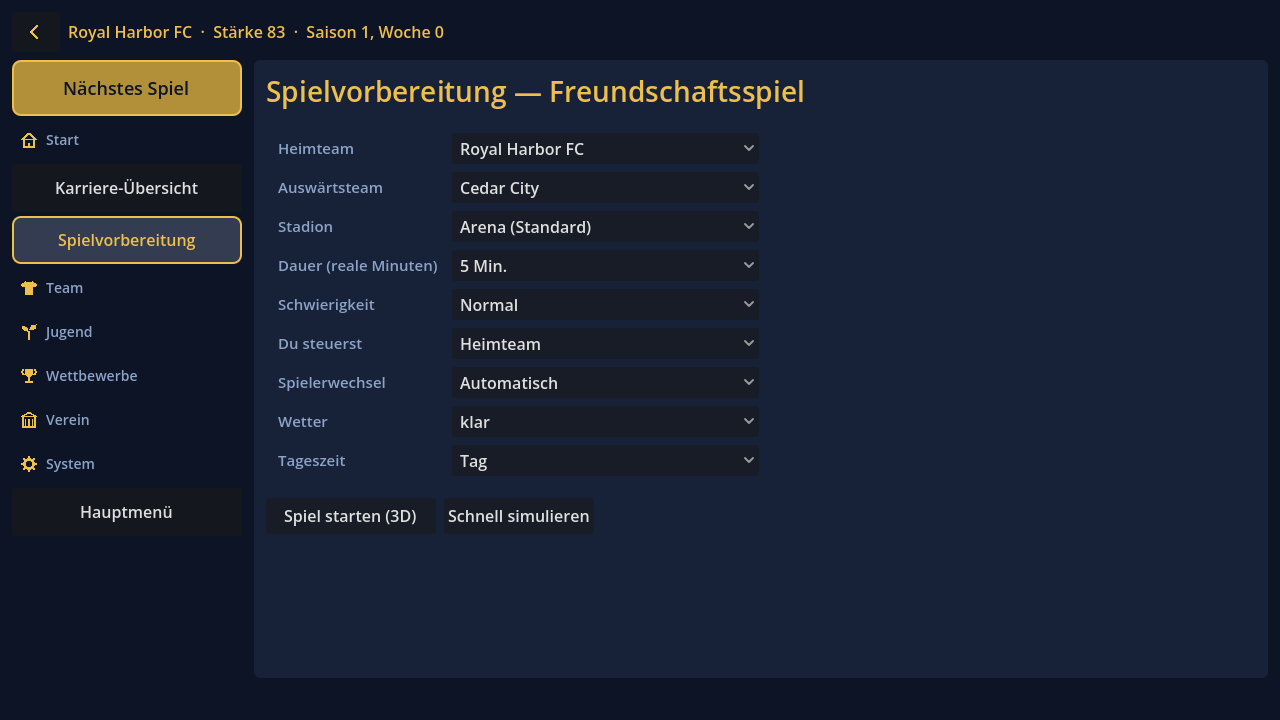 Royal Harbor FC · Stärke 83 · Saison 1, Woche 0
Nächstes Spiel
Start
Karriere-Übersicht
Spielvorbereitung
Team
Jugend
Wettbewerbe
Verein
System
Hauptmenü
Spielvorbereitung — Freundschaftsspiel
Heimteam Royal Harbor FC
Auswärtsteam Cedar City
Stadion Arena (Standard)
Dauer (reale Minuten) 5 Min.
Schwierigkeit Normal
Du steuerst Heimteam
Spielerwechsel Automatisch
Wetter klar
Tageszeit Tag
Spiel starten (3D) Schnell simulieren